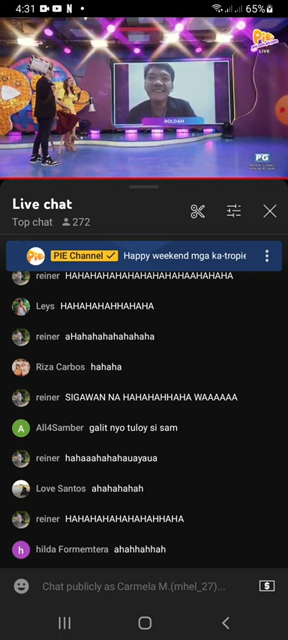 4:31
65%
PiE
LIVE
ROLDAN
PG
Live chat
Top chat 272
PiE PIE Channel Happy weekend mga ka-tropie
reiner HAHAHAHAHAHAHAHAHAAHAHAHA
Leys HAHAHAHAHHAHAHA
reiner aHahahahahahahaha
Riza Carbos hahaha
reiner SIGAWAN NA HAHAHAHHAHA WAAAAAA
A All4Samber galit nyo tuloy si sam
reiner hahaaahahahauayaua
Love Santos ahahahahah
reiner HAHAHAHAHAHAHAHHAHA
h hilda Formemtera ahahhahhah
Chat publicly as Carmela M.(mhel_27)...